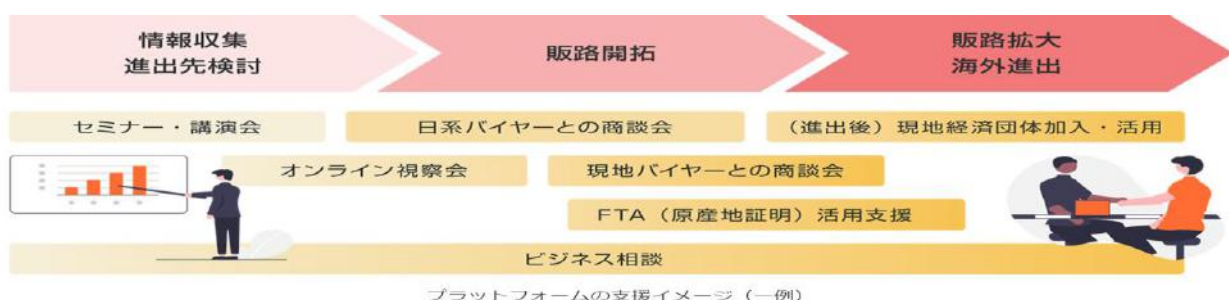 情報収集
進出先検討
販路開拓
販路拡大
海外進出
セミナー・講演会
日系バイヤーとの商談会
（進出後）現地経済団体加入・活用
オンライン視察会
現地バイヤーとの商談会
FTA（原産地証明）活用支援
ビジネス相談
プラットフォームの支援イメージ（一例）